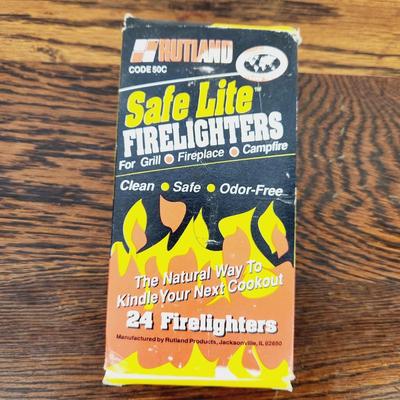 RUTLAND
CODE 50C
Safe Lite™
FIRELIGHTERS
For Grill • Fireplace • Campfire
Clean • Safe • Odor-Free
The Natural Way To
Kindle Your Next Cookout
24 Firelighters
Manufactured by Rutland Products, Jacksonville, IL 62650